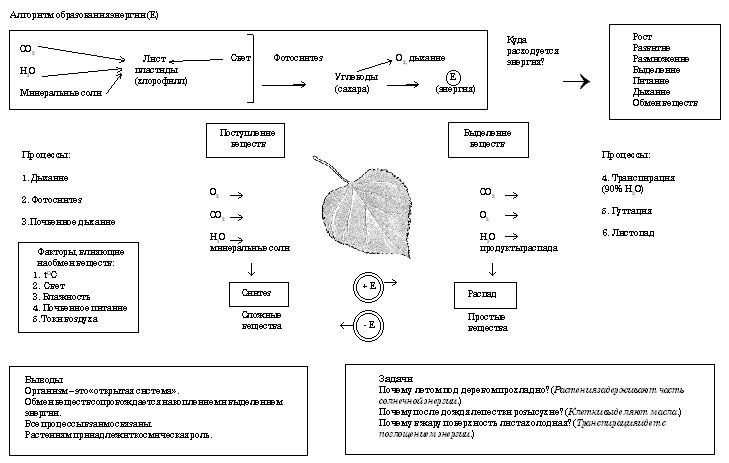 Алгоритм образования энергии (Е)
CO2
H2O
Минеральные соли
Лист
пластиды
(хлорофилл)
Свет
Фотосинтез
Углеводы
(сахара)
O2 дыхание
E
(энергия)
Куда
расходуется
энергия?
Рост
Развитие
Размножение
Выделение
Питание
Дыхание
Обмен веществ
Поступление
веществ
Выделение
веществ
Процессы:
1. Дыхание
2. Фотосинтез
3. Почвенное дыхание
O2
CO2
H2O
минеральные соли
CO2
O2
H2O
продукты распада
Процессы:
4. Транспирация
(90% H2O)
5. Гуттация
6. Листопад
Факторы, влияющие
на обмен веществ:
1. t°C
2. Свет
3. Влажность
4. Почвенное питание
5. Токи воздуха
Синтез
Сложные
вещества
+ E
- E
Распад
Простые
вещества
Выводы
Организм – это «открытая система».
Обмен веществ сопровождается накоплением и выделением
энергии.
Все процессы взаимосвязаны.
Растениям принадлежит космическая роль.
Задачи
Почему летом под деревом прохладно? (Растения задерживают часть
солнечной энергии.)
Почему после дождя лепестки розы сухие? (Клетки выделяют масла.)
Почему в жару поверхность листа холодная? (Транспирация идет с
поглощением энергии.)